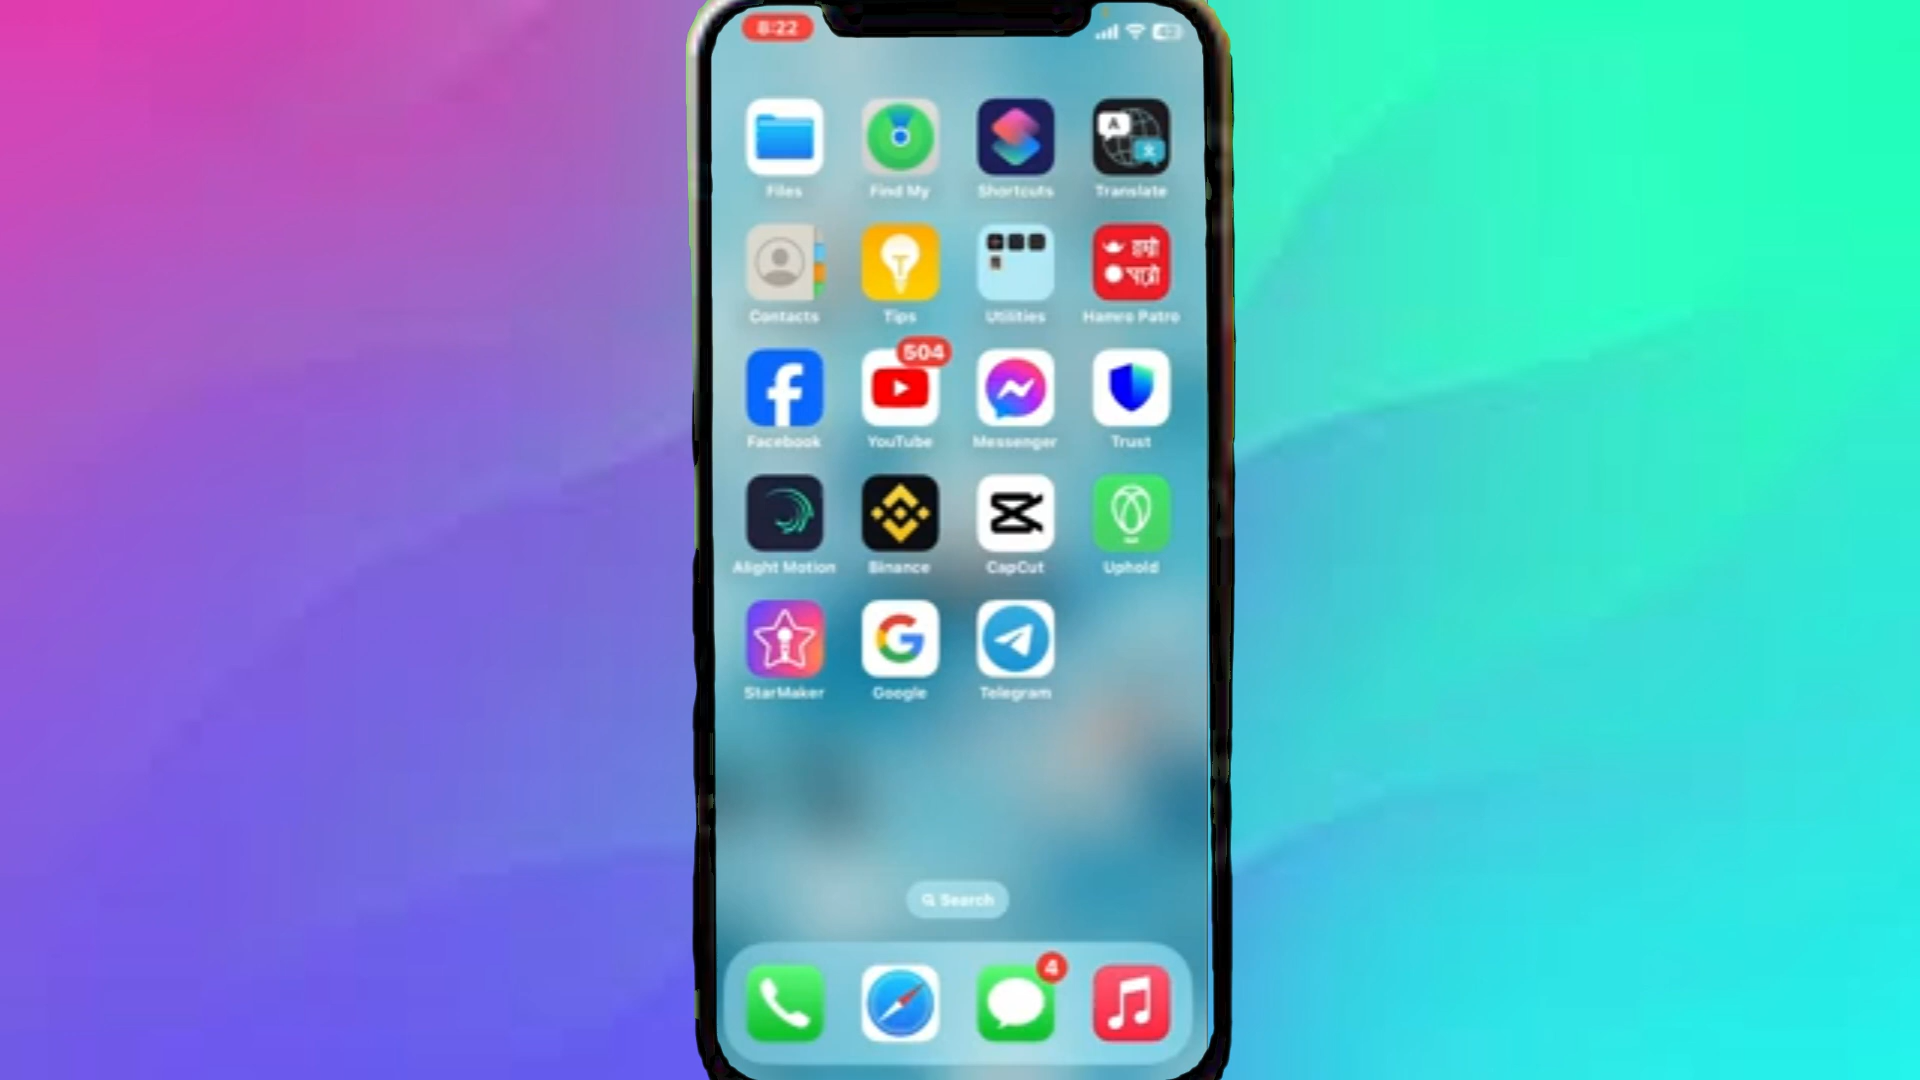 8:22
Files Find My Shortcuts Translate
हाम्रो
पात्रो
Contacts Tips Utilities Hamro Patro
504
Facebook YouTube Messenger Trust
Alight Motion Binance CapCut Uphold
StarMaker Google Telegram
Search
4